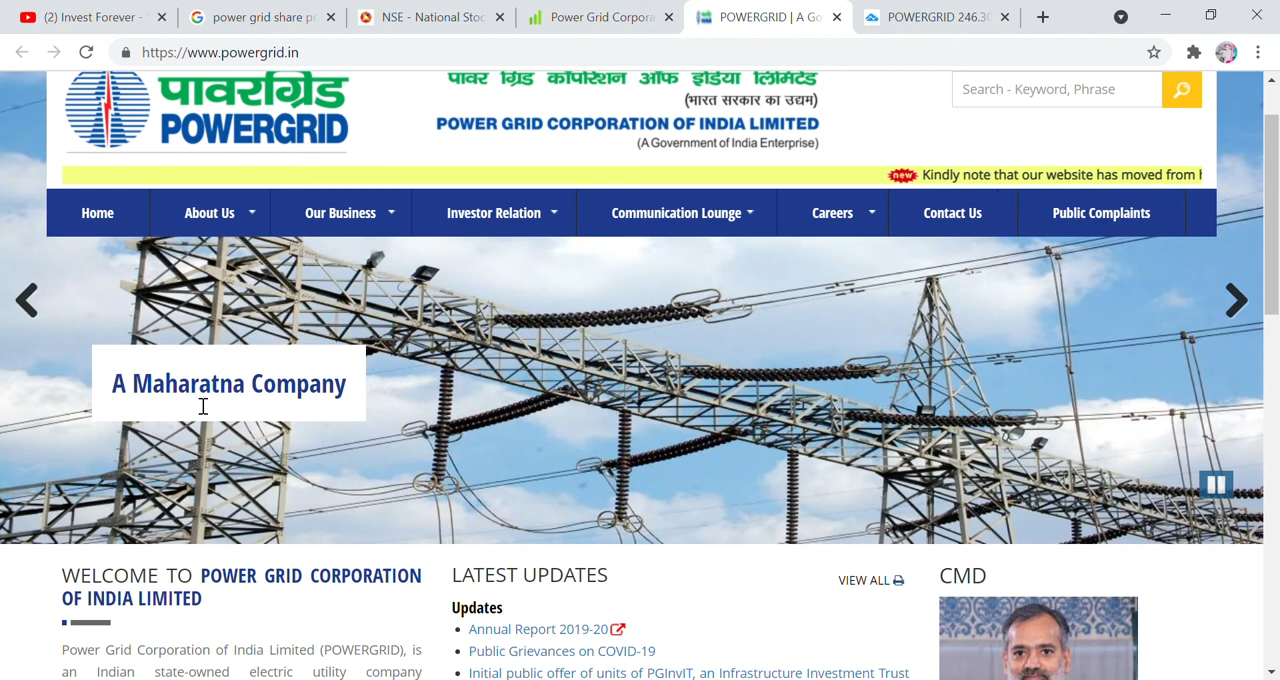 (2) Invest Forever -
power grid share pr
NSE - National Stoc
Power Grid Corpora
POWERGRID | A Go
POWERGRID 246.30
https://www.powergrid.in
पावरग्रिड
POWERGRID
पावर ग्रिड कॉर्पोरेशन ऑफ इंडिया लिमिटेड
(भारत सरकार का उद्यम)
POWER GRID CORPORATION OF INDIA LIMITED
(A Government of India Enterprise)
Search - Keyword, Phrase
new Kindly note that our website has moved from
Home
About Us
Our Business
Investor Relation
Communication Lounge
Careers
Contact Us
Public Complaints
A Maharatna Company
WELCOME TO POWER GRID CORPORATION
OF INDIA LIMITED
Power Grid Corporation of India Limited (POWERGRID), is
an Indian state-owned electric utility company
LATEST UPDATES
VIEW ALL
Updates
Annual Report 2019-20
Public Grievances on COVID-19
Initial public offer of units of PGInvIT, an Infrastructure Investment Trust
CMD